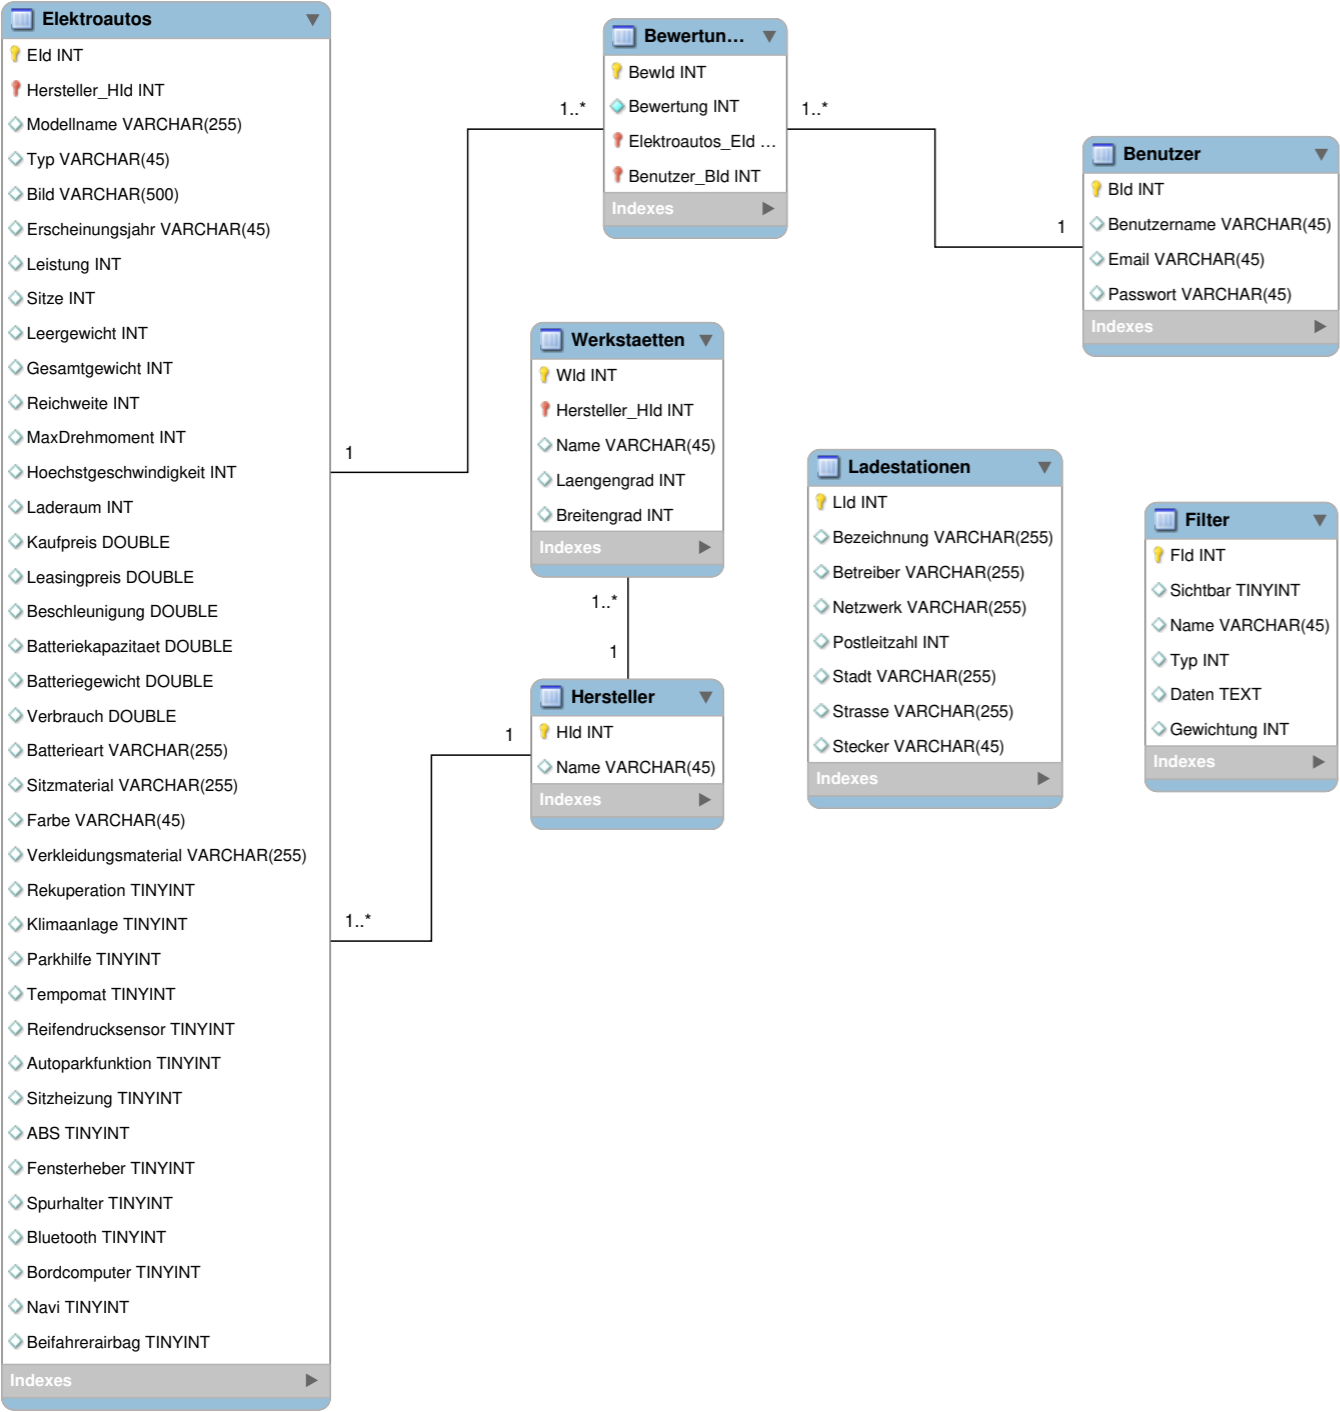 Elektroautos
EId INT
Hersteller_HId INT
Modellname VARCHAR(255)
Typ VARCHAR(45)
Bild VARCHAR(500)
Erscheinungsjahr VARCHAR(45)
Leistung INT
Sitze INT
Leergewicht INT
Gesamtgewicht INT
Reichweite INT
MaxDrehmoment INT
Hoechstgeschwindigkeit INT
Laderaum INT
Kaufpreis DOUBLE
Leasingpreis DOUBLE
Beschleunigung DOUBLE
Batteriekapazitaet DOUBLE
Batteriegewicht DOUBLE
Verbrauch DOUBLE
Batterieart VARCHAR(255)
Sitzmaterial VARCHAR(255)
Farbe VARCHAR(45)
Verkleidungsmaterial VARCHAR(255)
Rekuperation TINYINT
Klimaanlage TINYINT
Parkhilfe TINYINT
Tempomat TINYINT
Reifendrucksensor TINYINT
Autoparkfunktion TINYINT
Sitzheizung TINYINT
ABS TINYINT
Fensterheber TINYINT
Spurhalter TINYINT
Bluetooth TINYINT
Bordcomputer TINYINT
Navi TINYINT
Beifahrerairbag TINYINT
Indexes
1
1..*
1..*
1
Bewertun...
BewId INT
Bewertung INT
Elektroautos_EId ...
Benutzer_BId INT
Indexes
1..*
1
Benutzer
BId INT
Benutzername VARCHAR(45)
Email VARCHAR(45)
Passwort VARCHAR(45)
Indexes
Werkstaetten
WId INT
Hersteller_HId INT
Name VARCHAR(45)
Laengengrad INT
Breitengrad INT
Indexes
1..*
1
Hersteller
HId INT
Name VARCHAR(45)
Indexes
Ladestationen
LId INT
Bezeichnung VARCHAR(255)
Betreiber VARCHAR(255)
Netzwerk VARCHAR(255)
Postleitzahl INT
Stadt VARCHAR(255)
Strasse VARCHAR(255)
Stecker VARCHAR(45)
Indexes
Filter
FId INT
Sichtbar TINYINT
Name VARCHAR(45)
Typ INT
Daten TEXT
Gewichtung INT
Indexes